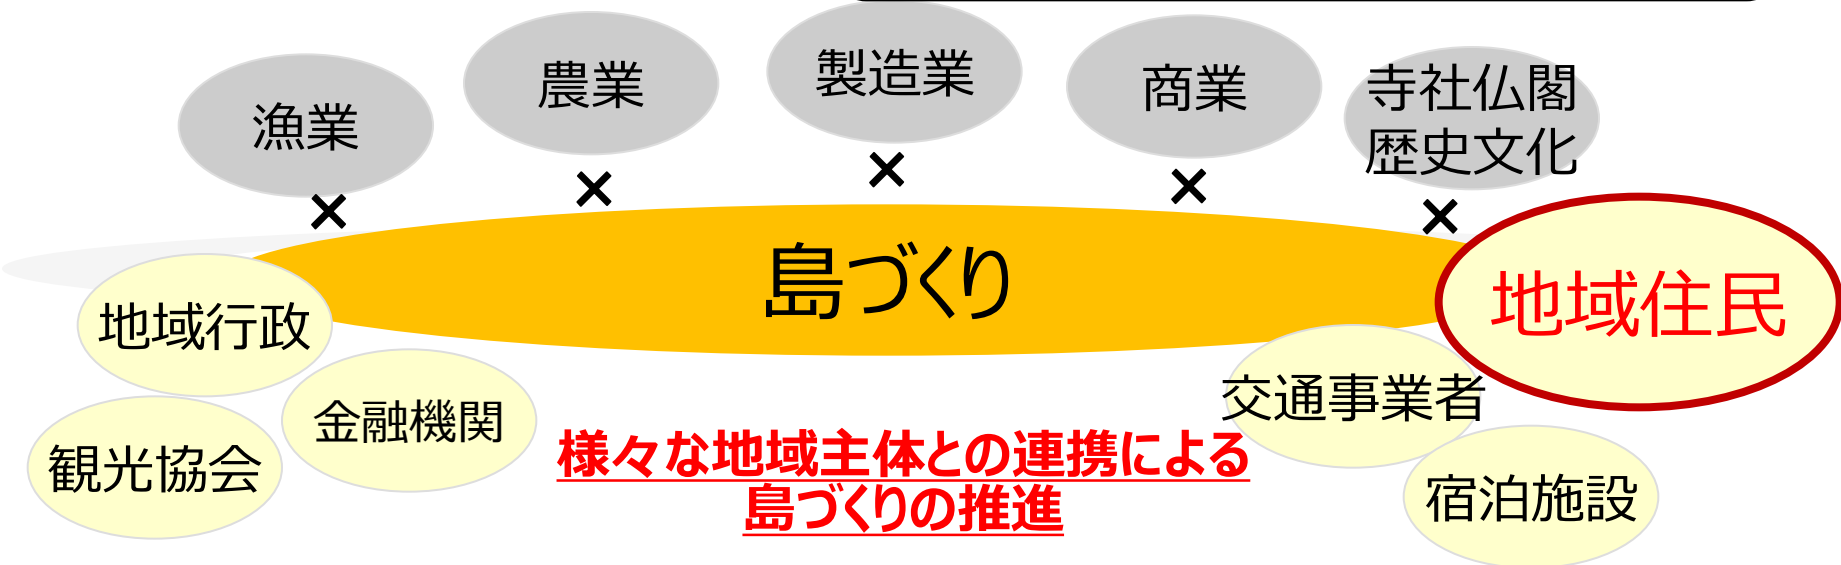 漁業
農業
製造業
商業
寺社仏閣
歴史文化
×
×
×
×
×
島づくり
地域住民
地域行政
金融機関
観光協会
交通事業者
宿泊施設
様々な地域主体との連携による
島づくりの推進